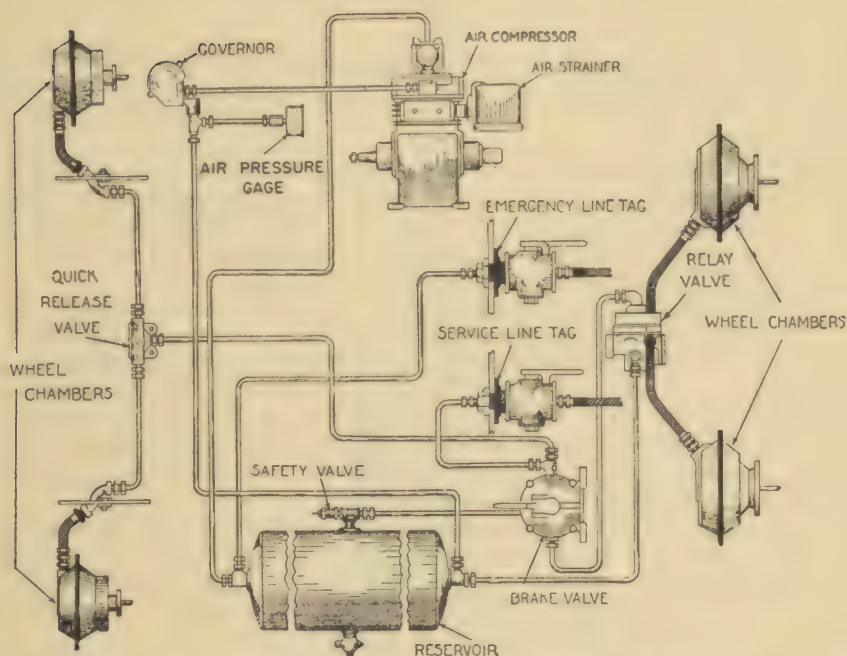 GOVERNOR
AIR COMPRESSOR
AIR STRAINER
AIR PRESSURE
GAGE
EMERGENCY LINE TAG
QUICK
RELEASE
VALVE
RELAY
VALVE
WHEEL CHAMBERS
SERVICE LINE TAG
WHEEL
CHAMBERS
SAFETY VALVE
BRAKE VALVE
RESERVOIR